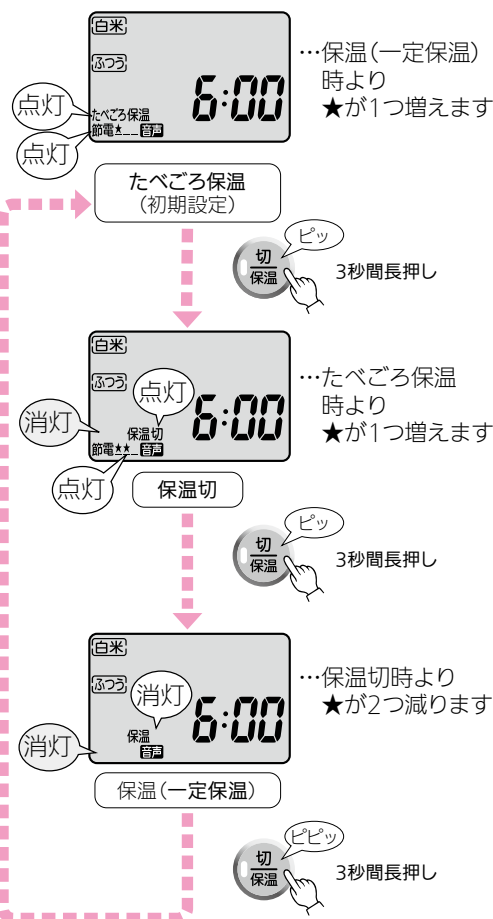 白米
ふつう
6:00
たべごろ保温
節電★__ 音声
点灯
点灯
…保温(一定保温)
時より
★が1つ増えます
たべごろ保温
(初期設定)
ピッ
切
保温
3秒間長押し
白米
ふつう
点灯
6:00
消灯
保温切
節電★★_ 音声
点灯
…たべごろ保温
時より
★が1つ増えます
保温切
ピッ
切
保温
3秒間長押し
白米
ふつう
消灯
6:00
保温
消灯
音声
…保温切時より
★が2つ減ります
保温(一定保温)
ピピッ
切
保温
3秒間長押し